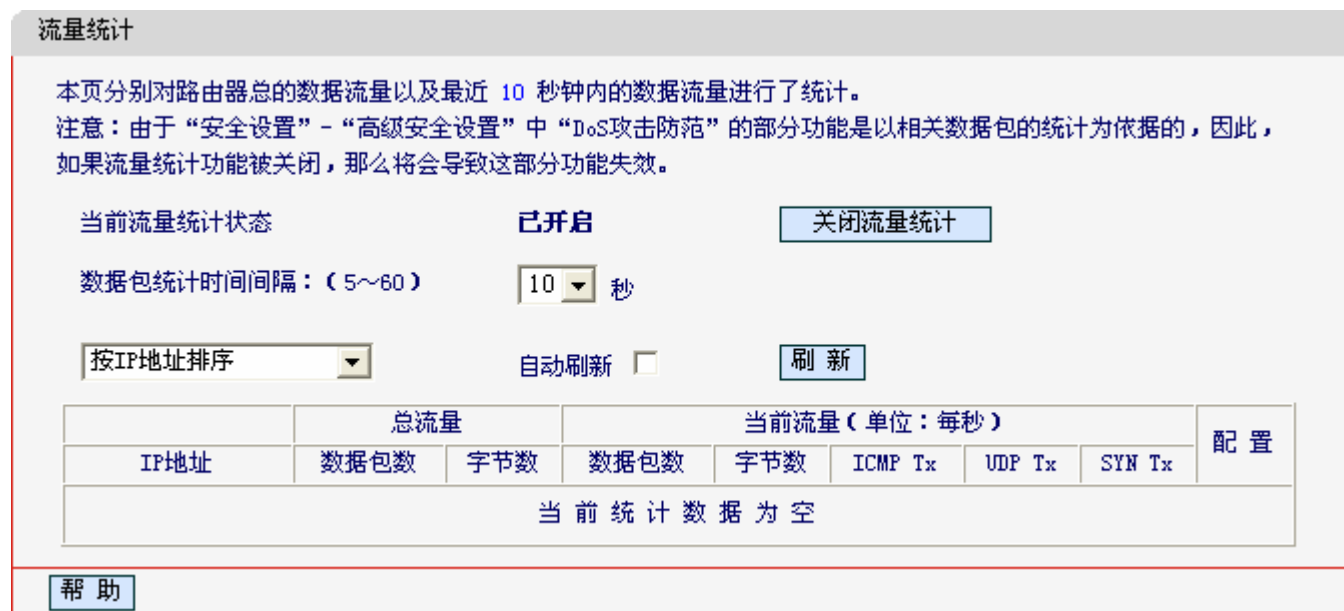 流量统计
本页分别对路由器总的数据流量以及最近 10 秒钟内的数据流量进行了统计。
注意：由于“安全设置”-“高级安全设置”中“DoS攻击防范”的部分功能是以相关数据包的统计为依据的，因此，
如果流量统计功能被关闭，那么将会导致这部分功能失效。
当前流量统计状态 已开启 关闭流量统计
数据包统计时间间隔：（5～60） 10 秒
按IP地址排序 自动刷新 刷 新
总流量 当前流量（单位：每秒） 配 置
IP地址 数据包数 字节数 数据包数 字节数 ICMP Tx UDP Tx SYN Tx
当 前 统 计 数 据 为 空
帮 助